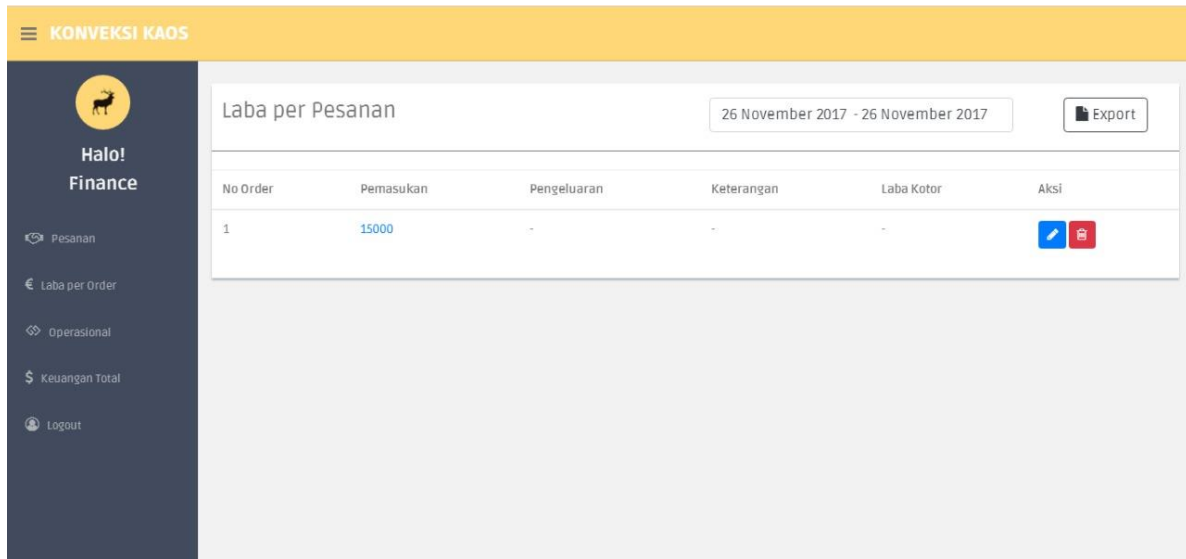 KONVEKSI KAOS
Halo!
Finance
Pesanan
€ Laba per Order
Operasional
$ Keuangan Total
Logout
Laba per Pesanan
26 November 2017 - 26 November 2017
Export
No Order Pemasukan Pengeluaran Keterangan Laba Kotor Aksi
1 15000 - - -